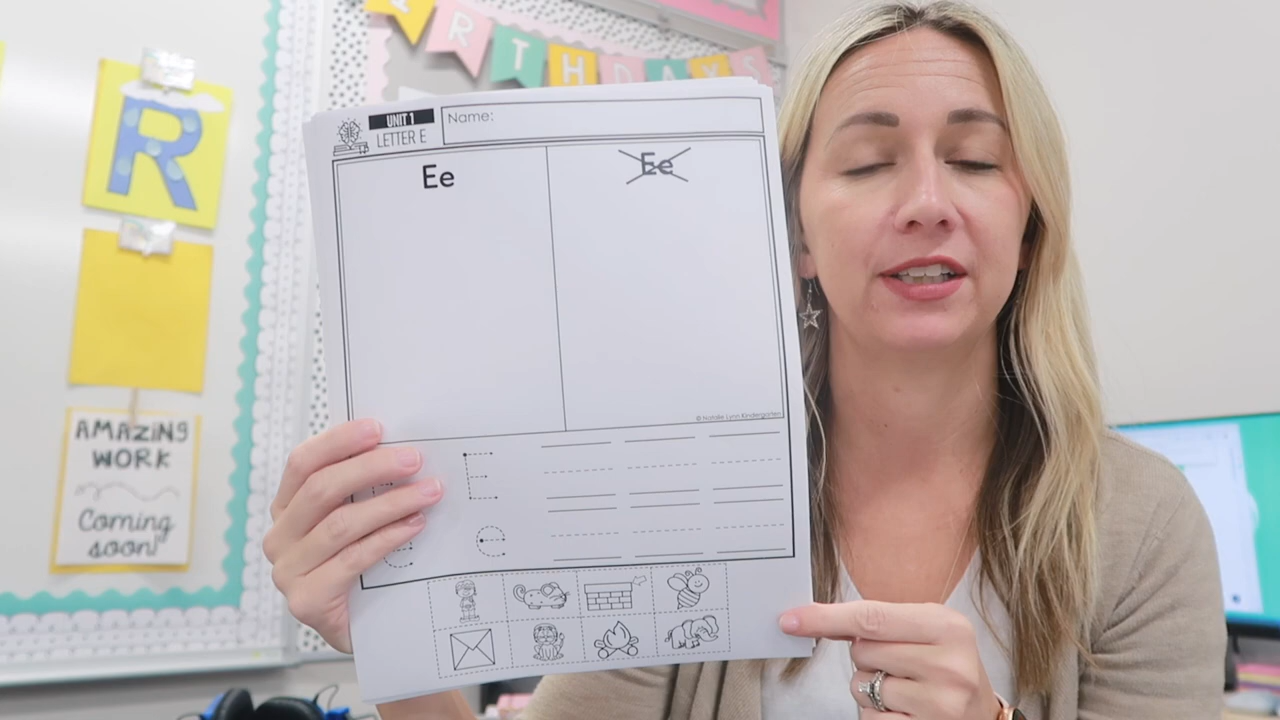 R T H D A Y
R
AMAZING
WORK
Coming
soon!
UNIT 1
LETTER E
Name:
Ee
Ee
© Natalie Lynn Kindergarten
E
e